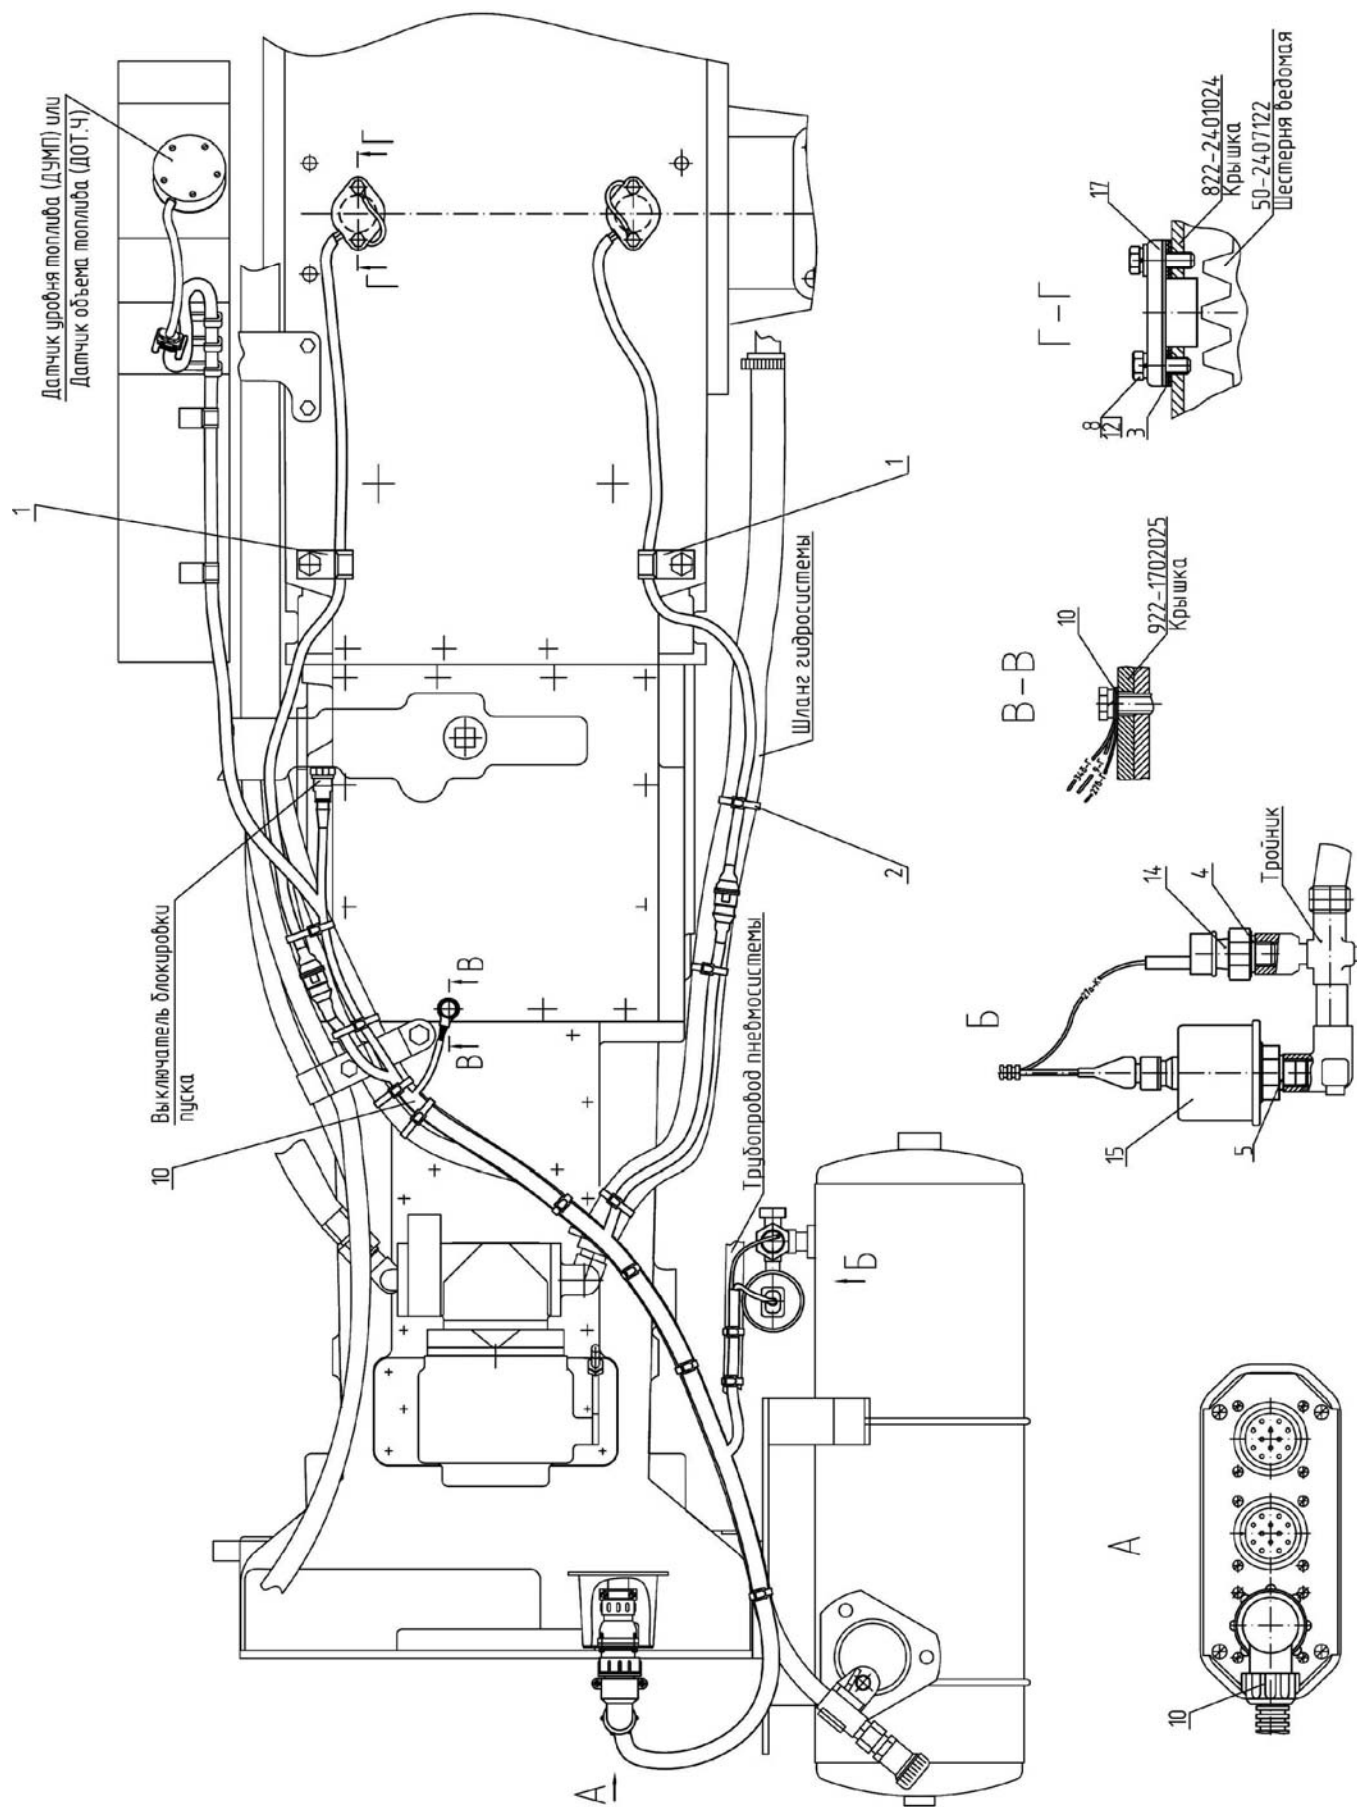 Датчик уровня топлива (ДУМП) или
Датчик объема топлива (ДОТ.Ч)
1
Г
Г
Выключатель блокировки
пуска
10
В
В
1
Шланг гидросистемы
2
Трубопровод пневмосистемы
Б
А
Г-Г
8
12
3
17
822-2401024
Крышка
50-2407122
Шестерня ведомая
В-В
10
922-1702025
Крышка
Б
14
4
Тройник
15
5
А
10